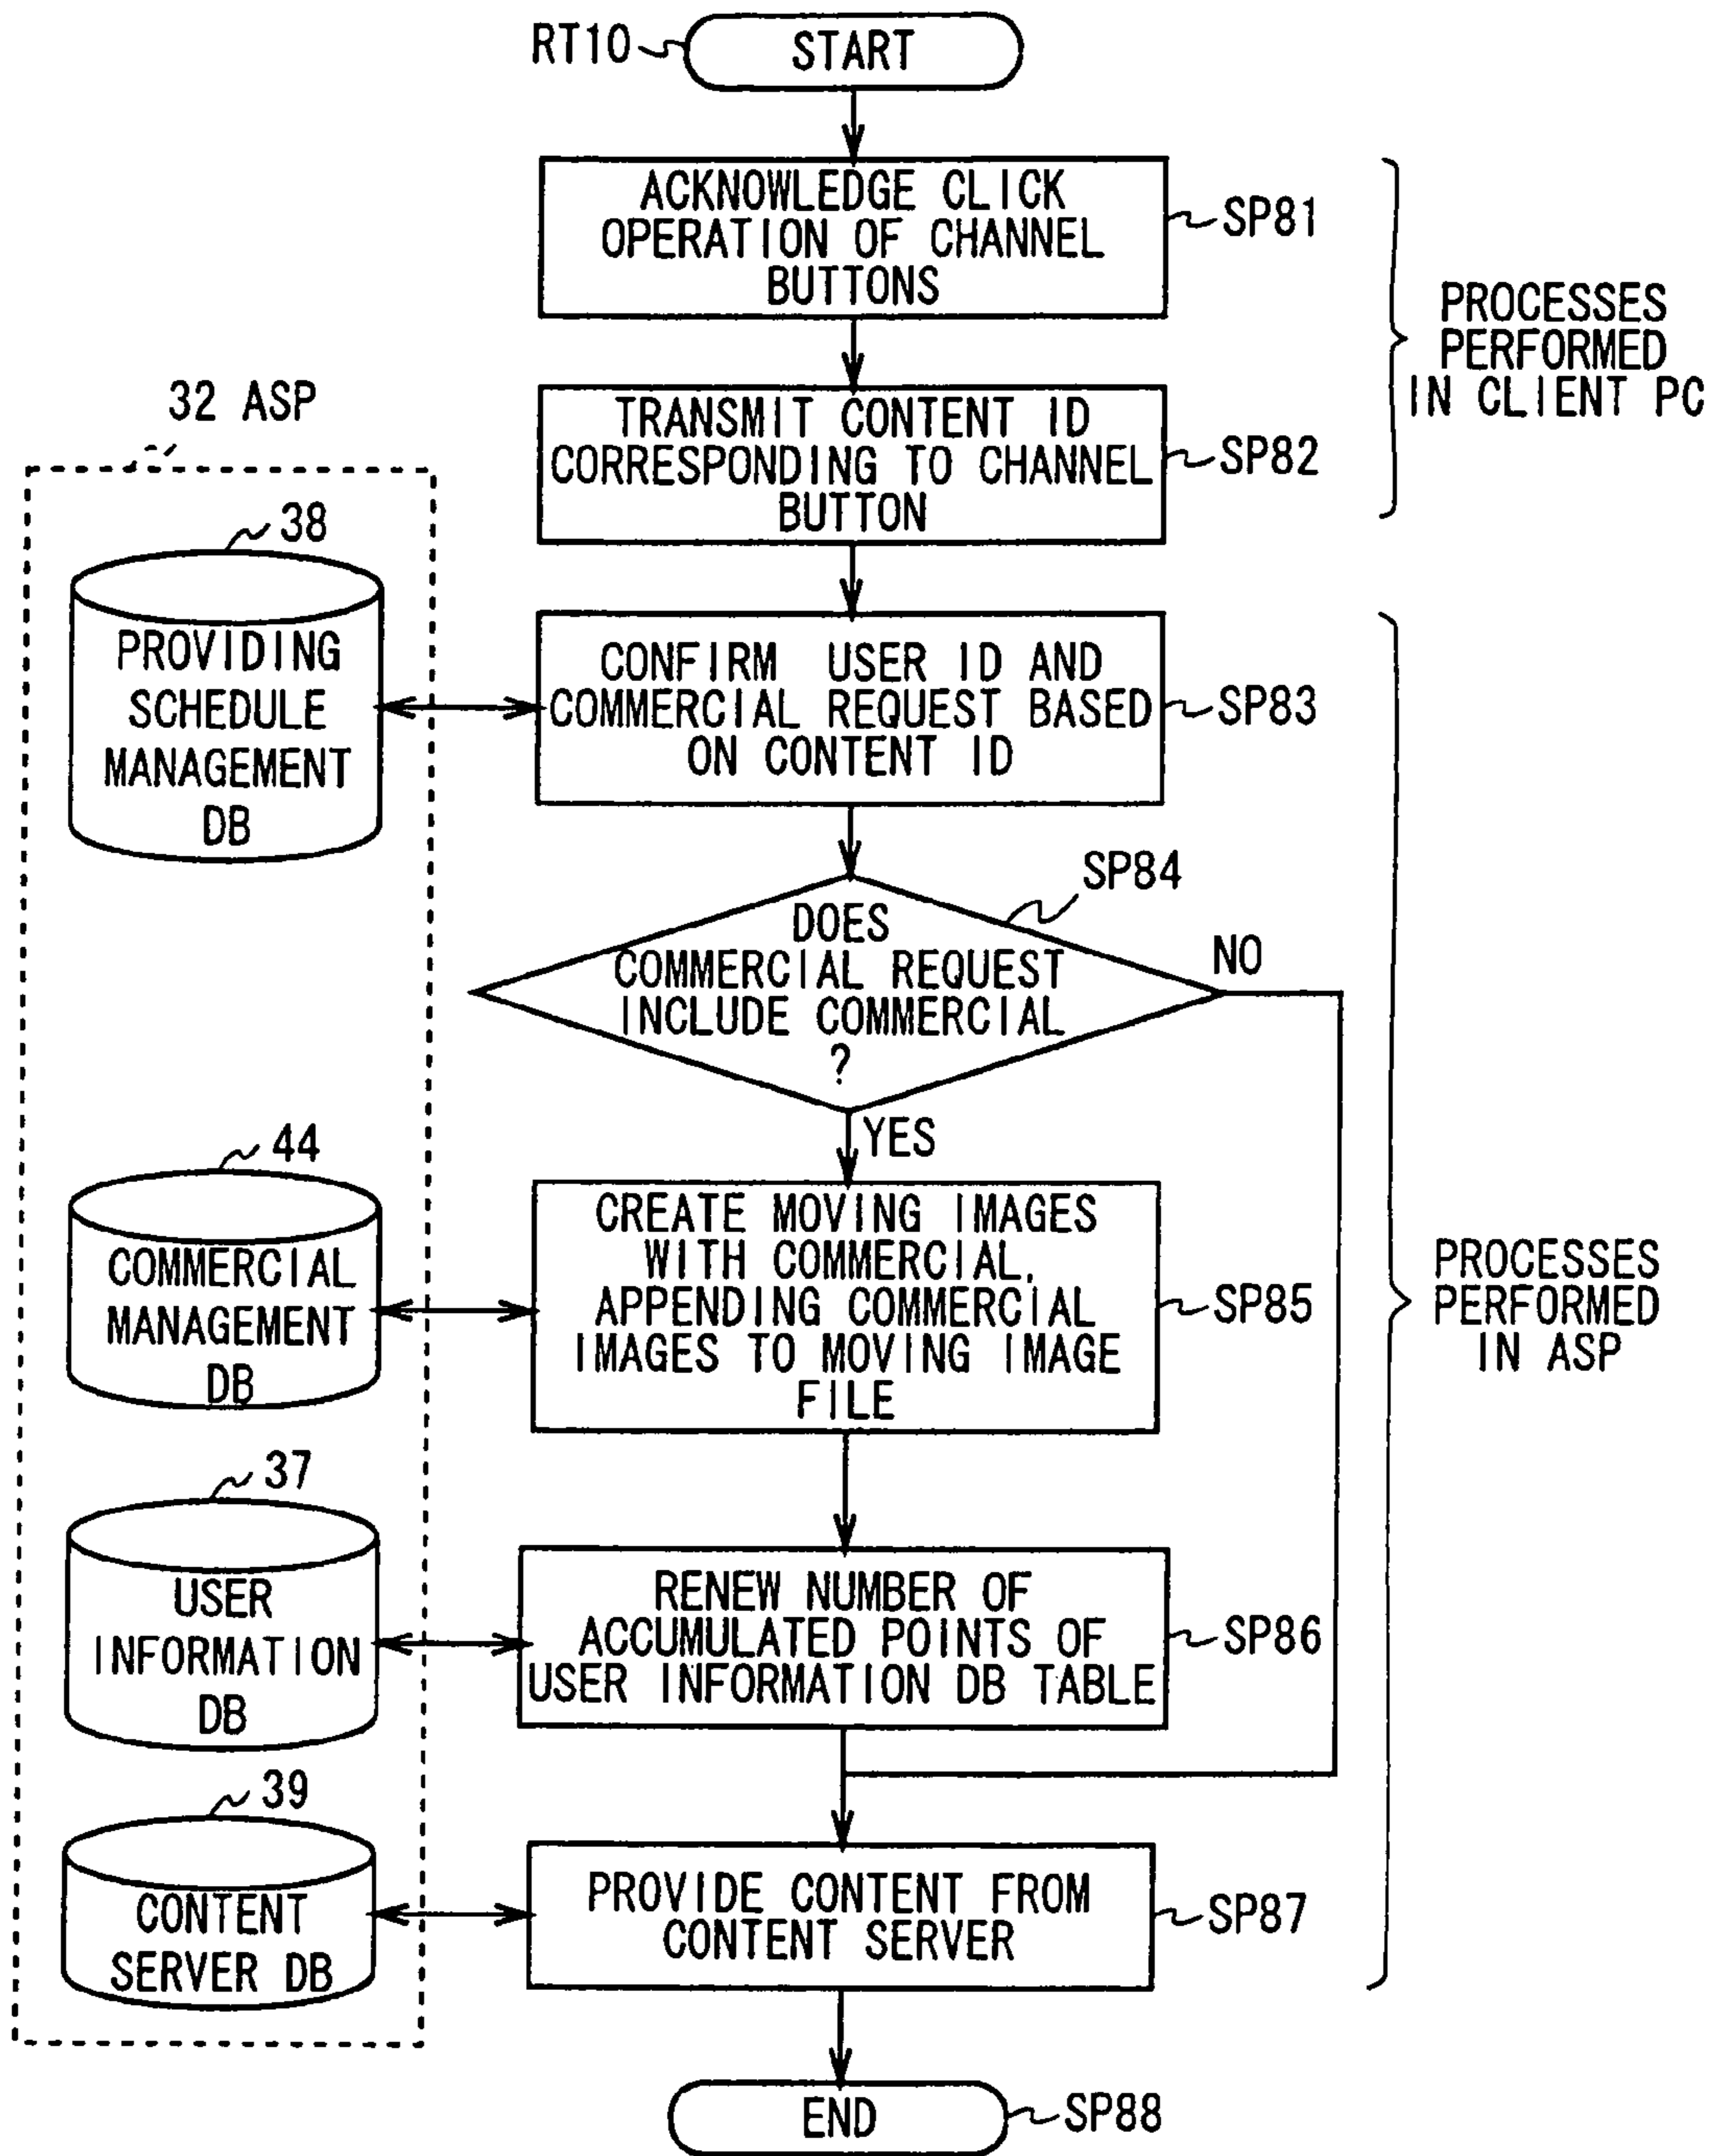 RT10
START
ACKNOWLEDGE CLICK
OPERATION OF CHANNEL
BUTTONS
SP81
PROCESSES
PERFORMED
IN CLIENT PC
TRANSMIT CONTENT ID
CORRESPONDING TO CHANNEL
BUTTON
SP82
32 ASP
38
PROVIDING
SCHEDULE
MANAGEMENT
DB
CONFIRM USER ID AND
COMMERCIAL REQUEST BASED
ON CONTENT ID
SP83
SP84
DOES
COMMERCIAL REQUEST
INCLUDE COMMERCIAL
?
NO
YES
44
COMMERCIAL
MANAGEMENT
DB
CREATE MOVING IMAGES
WITH COMMERCIAL,
APPENDING COMMERCIAL
IMAGES TO MOVING IMAGE
FILE
SP85
PROCESSES
PERFORMED
IN ASP
37
USER
INFORMATION
DB
RENEW NUMBER OF
ACCUMULATED POINTS OF
USER INFORMATION DB TABLE
SP86
39
CONTENT
SERVER DB
PROVIDE CONTENT FROM
CONTENT SERVER
SP87
END
SP88